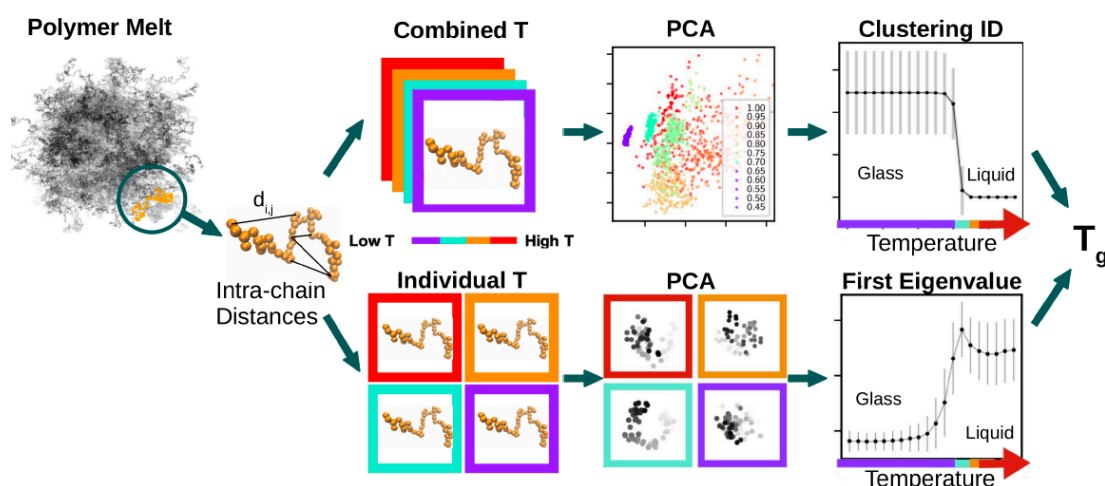 Polymer Melt
Combined T
PCA
Clustering ID
1.00
0.95
0.90
0.85
0.80
0.75
0.70
0.65
0.60
0.55
0.50
0.45
Glass
Liquid
d i,j
Low T
High T
Temperature
T g
Intra-chain
Distances
Individual T
PCA
First Eigenvalue
Glass
Liquid
Temperature